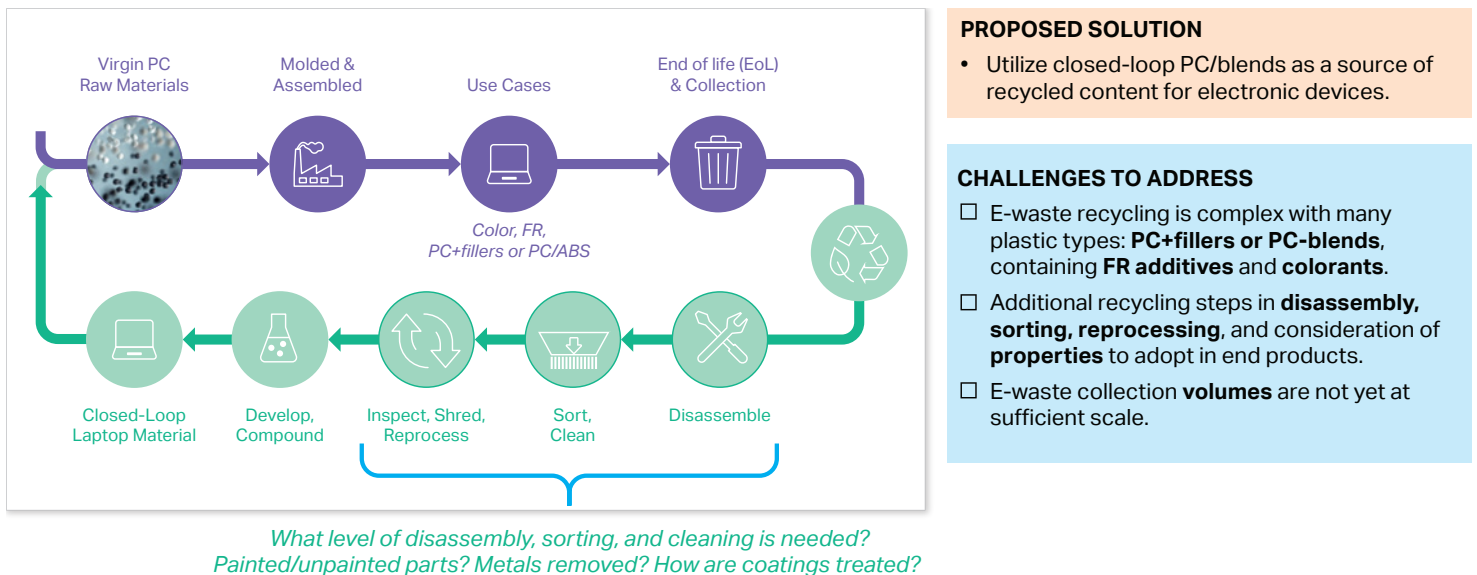 Virgin PC
Raw Materials
Molded &
Assembled
Use Cases
End of life (EoL)
& Collection
Color, FR,
PC+fillers or PC/ABS
Closed-Loop
Laptop Material
Develop,
Compound
Inspect, Shred,
Reprocess
Sort,
Clean
Disassemble
What level of disassembly, sorting, and cleaning is needed?
Painted/unpainted parts? Metals removed? How are coatings treated?
PROPOSED SOLUTION
• Utilize closed-loop PC/blends as a source of
recycled content for electronic devices.
CHALLENGES TO ADDRESS
☐ E-waste recycling is complex with many
plastic types: PC+fillers or PC-blends,
containing FR additives and colorants.
☐ Additional recycling steps in disassembly,
sorting, reprocessing, and consideration of
properties to adopt in end products.
☐ E-waste collection volumes are not yet at
sufficient scale.